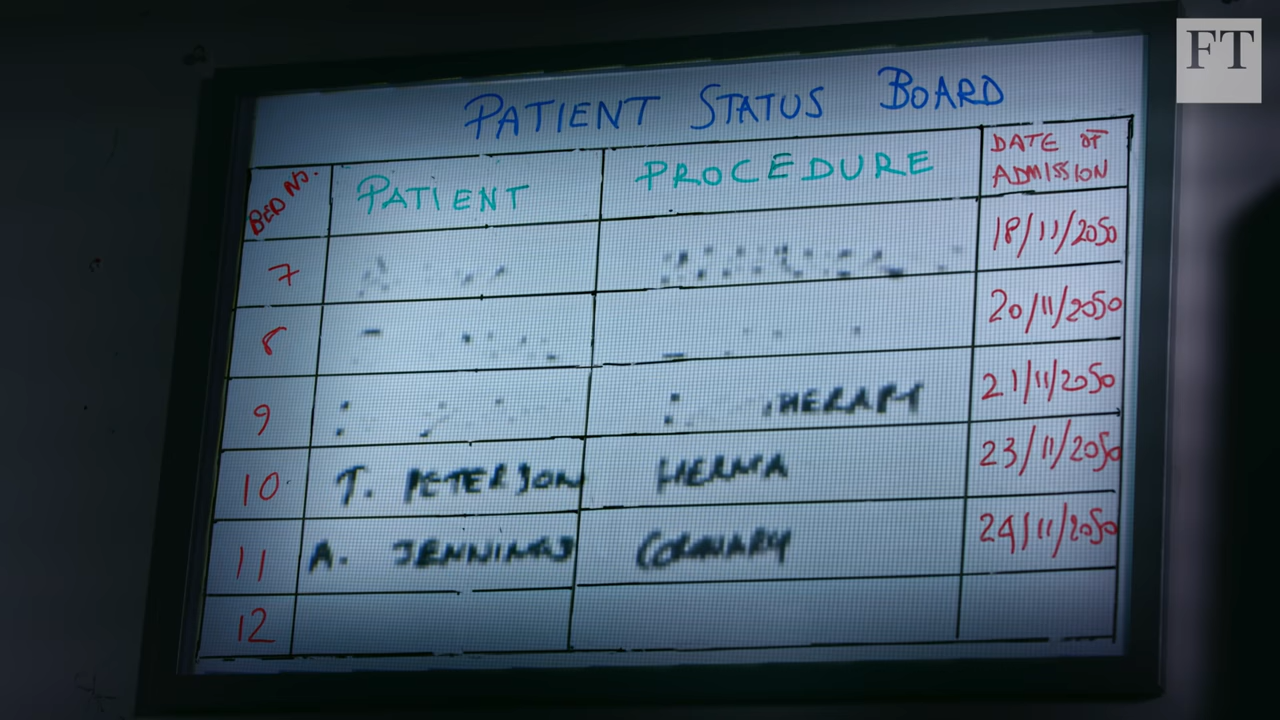 FT
PATIENT STATUS BOARD
BED NO. PATIENT PROCEDURE DATE OF ADMISSION
7 18/11/2050
8 20/11/2050
9 21/11/2050
10 T. PETERSON HERNIA 23/11/2050
11 A. JENNINGS CORONARY 24/11/2050
12